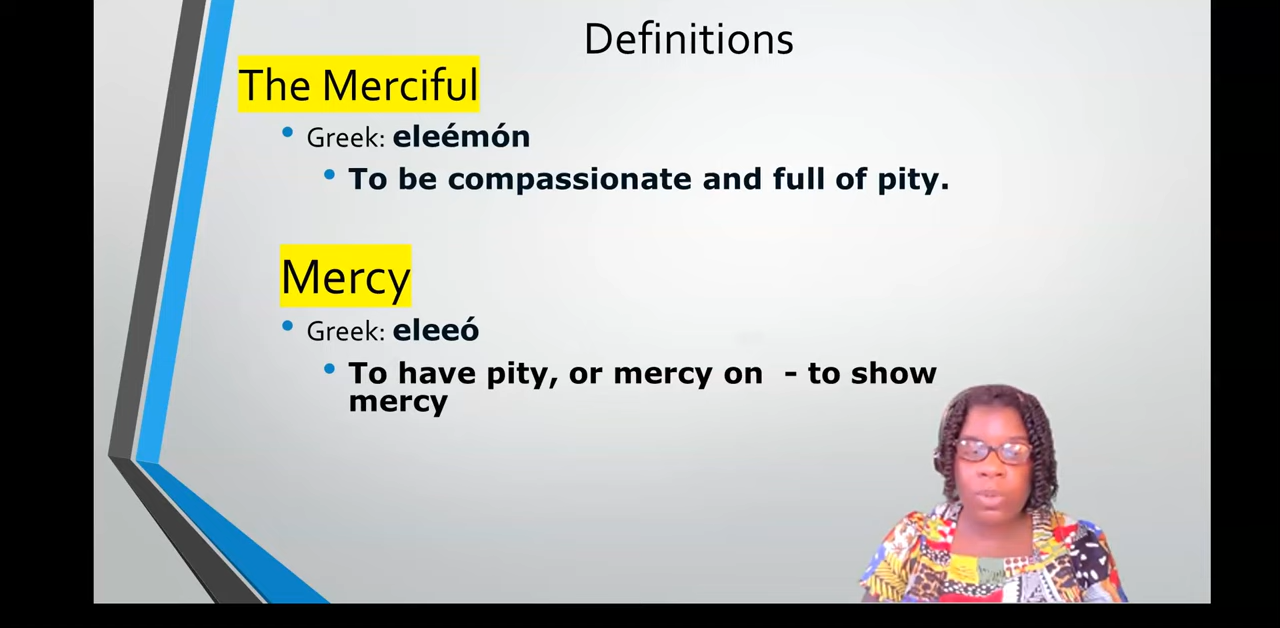 Definitions
The Merciful
Greek: eleémón
To be compassionate and full of pity.
Mercy
Greek: eleeó
To have pity, or mercy on  - to show
mercy